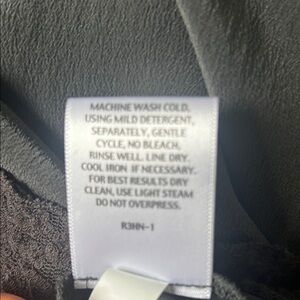 MACHINE WASH COLD,
USING MILD DETERGENT,
SEPARATELY, GENTLE
CYCLE, NO BLEACH,
RINSE WELL. LINE DRY.
COOL IRON IF NECESSARY.
FOR BEST RESULTS DRY
CLEAN, USE LIGHT STEAM
DO NOT OVERPRESS.
R3HN-1